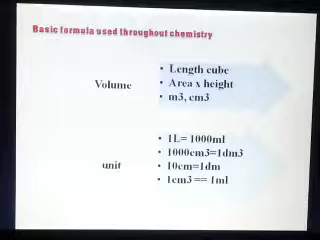 Basic formula used throughout chemistry
Volume
• Length cube
• Area x height
• m3, cm3
unit
• 1L= 1000ml
• 1000cm3=1dm3
• 10cm=1dm
• 1cm3 == 1ml